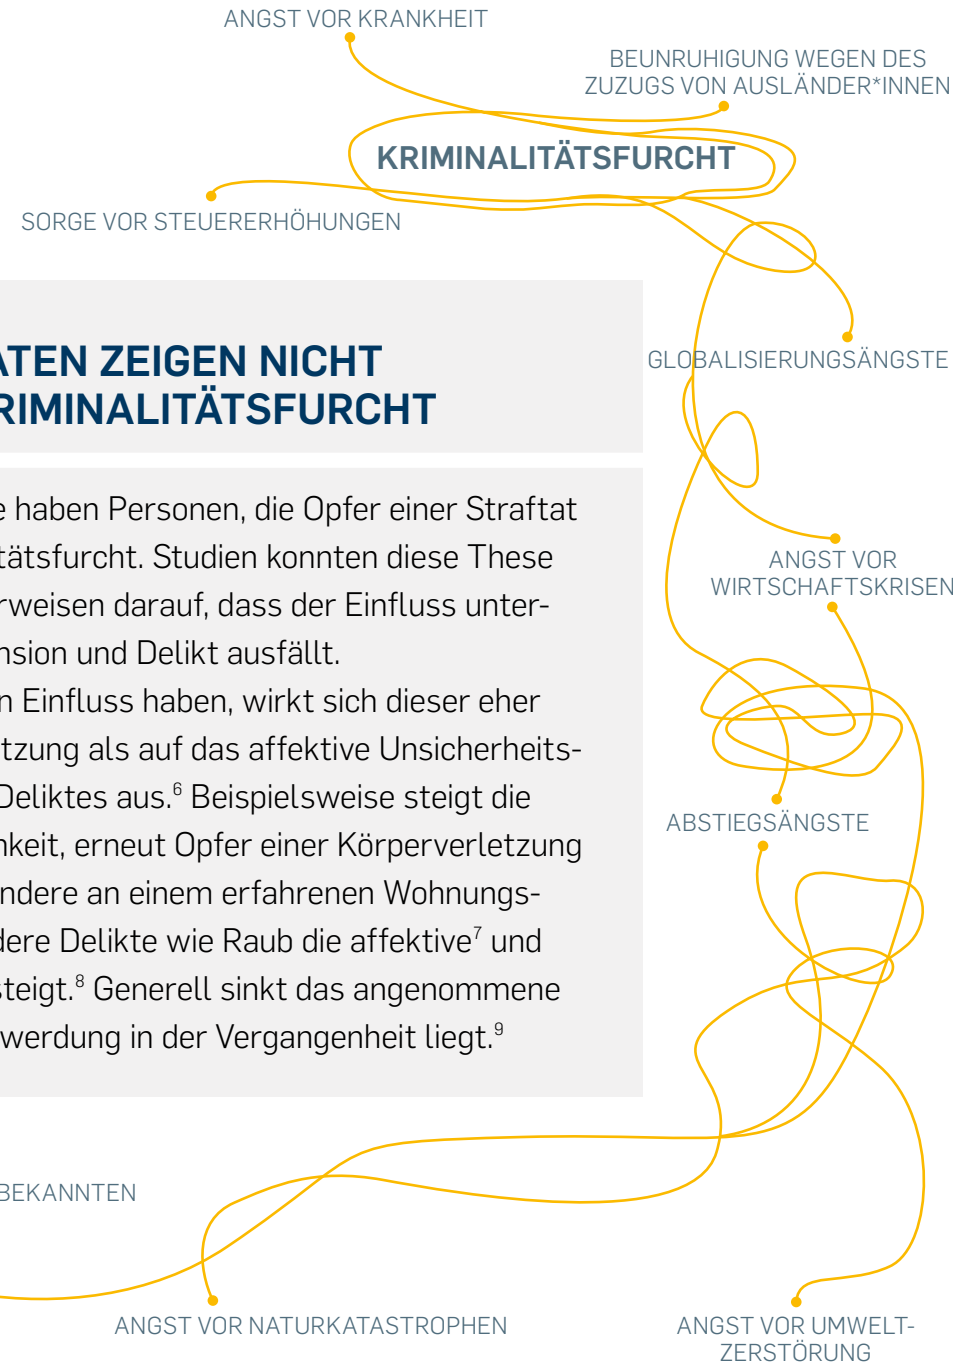 ANGST VOR KRANKHEIT
BEUNRUHIGUNG WEGEN DES
ZUZUGS VON AUSLÄNDER*INNEN
KRIMINALITÄTSFURCHT
SORGE VOR STEUERERHÖHUNGEN
ATEN ZEIGEN NICHT
RIMINALITÄTSFURCHT
GLOBALISIERUNGSÄNGSTE
e haben Personen, die Opfer einer Straftat
tätsfurcht. Studien konnten diese These
rweisen darauf, dass der Einfluss unter-
nsion und Delikt ausfällt.
n Einfluss haben, wirkt sich dieser eher
tzung als auf das affektive Unsicherheits-
Deliktes aus.⁶ Beispielsweise steigt die
nkeit, erneut Opfer einer Körperverletzung
ndere an einem erfahrenen Wohnungs-
dere Delikte wie Raub die affektive⁷ und
steigt.⁸ Generell sinkt das angenommene
werdung in der Vergangenheit liegt.⁹
ANGST VOR
WIRTSCHAFTSKRISEN
ABSTIEGSÄNGSTE
BEKANNTEN
ANGST VOR NATURKATASTROPHEN
ANGST VOR UMWELT-
ZERSTÖRUNG